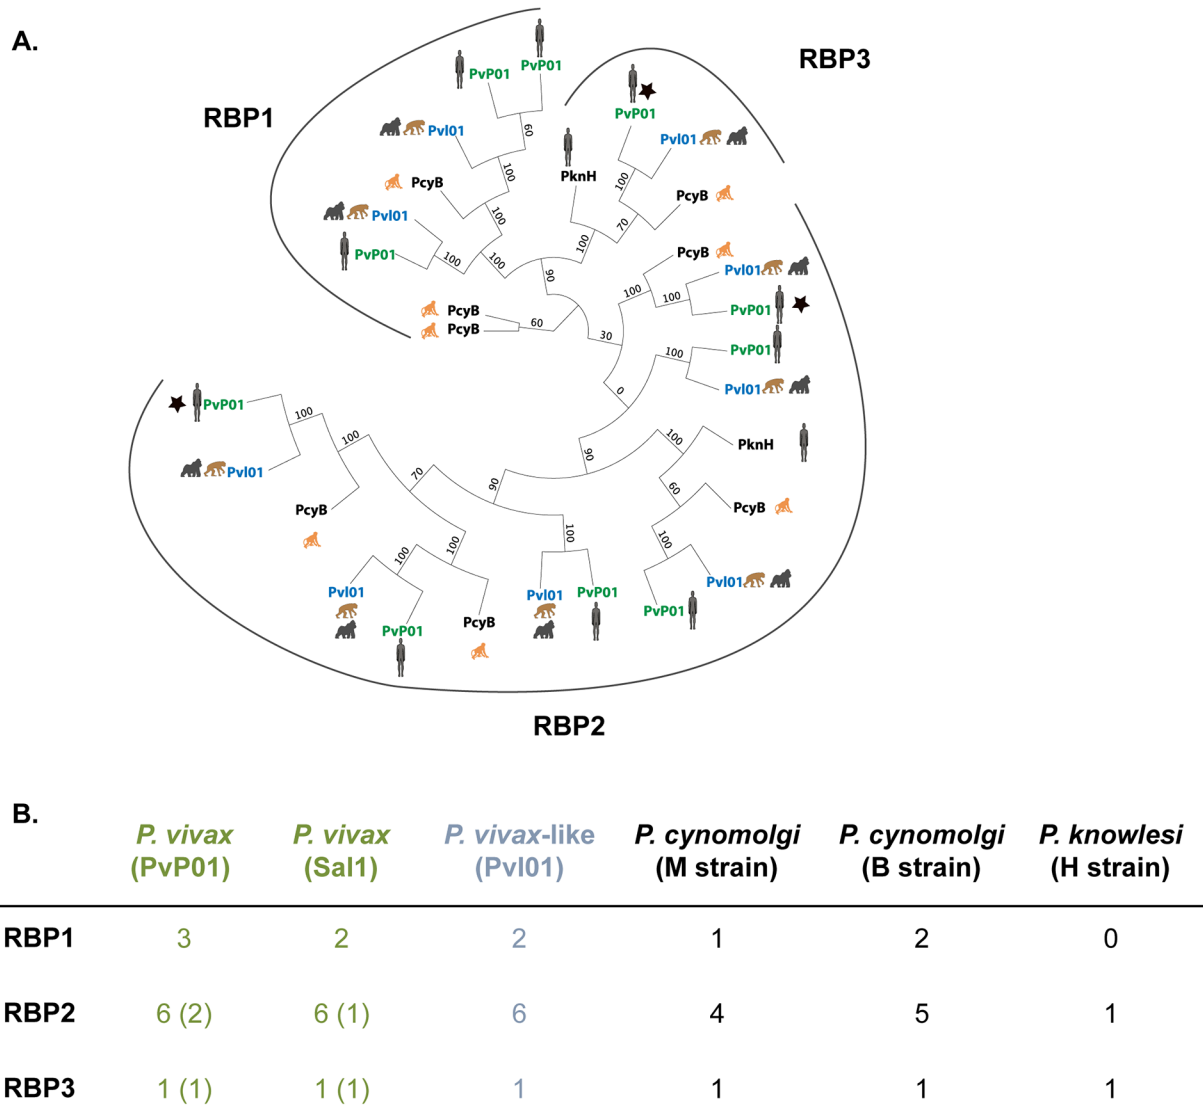 A.
RBP1
RBP3
PvP01
PvP01
PvP01
PvI01
PvI01
PknH
PcyB
PcyB
PvI01
PvP01
PcyB
PvI01
PvP01
PcyB
PcyB
PvP01
PvI01
PvP01
PvI01
PcyB
PknH
PcyB
PvI01
PvP01
PcyB
PvI01
PvP01
PvI01
PvP01
60
100
100
100
100
90
60
100
70
100
30
100
100
100
0
90
100
60
100
90
100
70
100
100
100
100
RBP2
B.
P. vivax P. vivax P. vivax-like P. cynomolgi P. cynomolgi P. knowlesi
(PvP01) (Sal1) (PvI01) (M strain) (B strain) (H strain)
RBP1 3 2 2 1 2 0
RBP2 6 (2) 6 (1) 6 4 5 1
RBP3 1 (1) 1 (1) 1 1 1 1